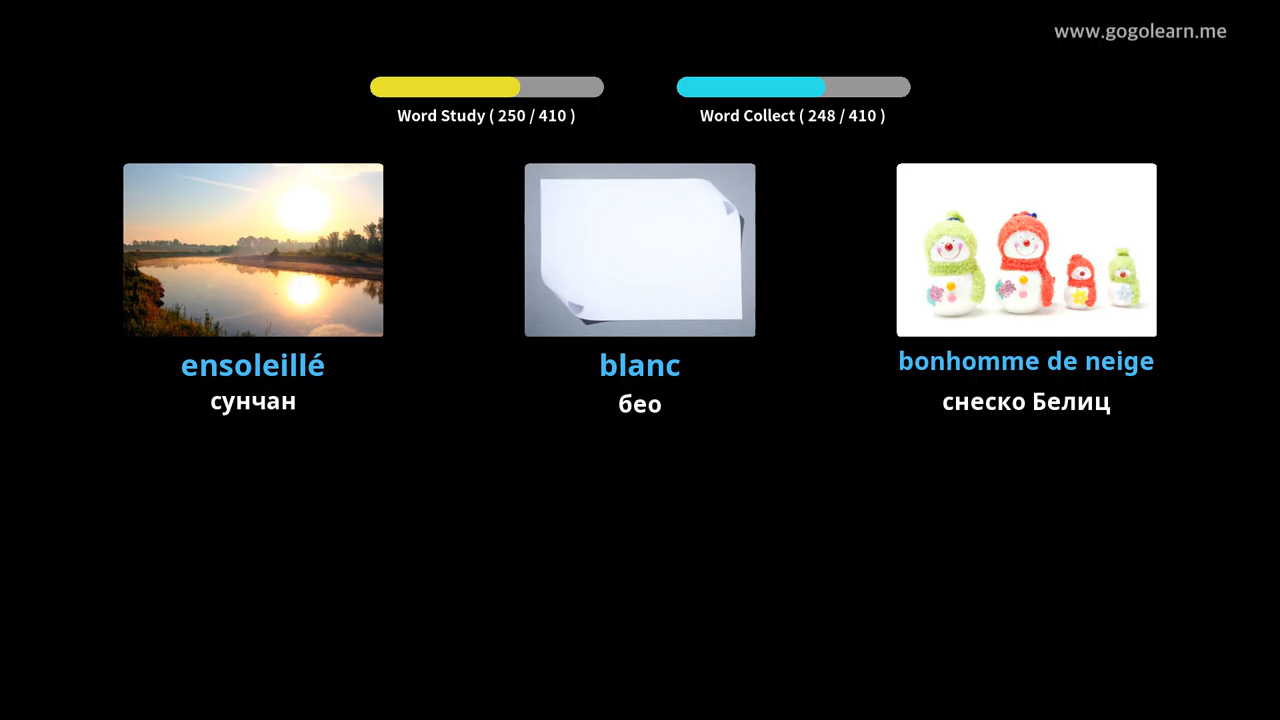 www.gogolearn.me
Word Study ( 250 / 410 )
Word Collect ( 248 / 410 )
ensoleillé
сунчан
blanc
бео
bonhomme de neige
снеско Белиц